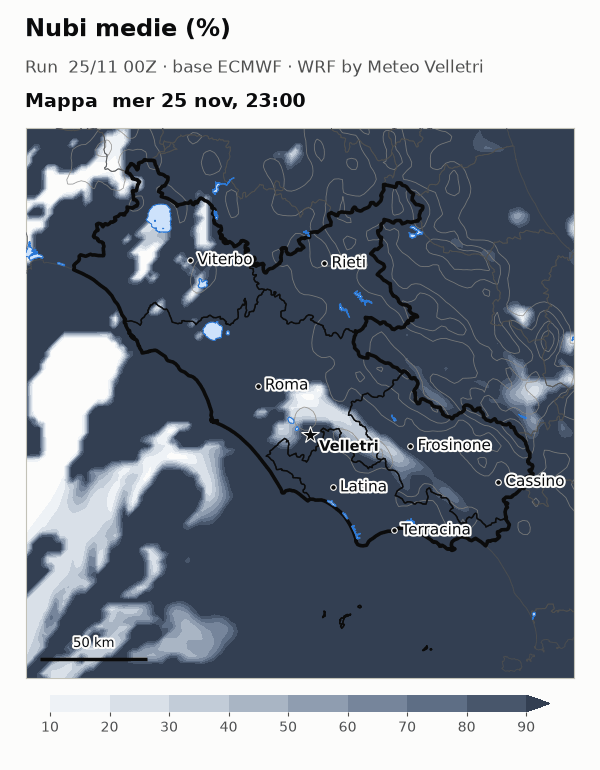 Nubi medie (%)
Run  25/11 00Z · base ECMWF · WRF by Meteo Velletri
Mappa  mer 25 nov, 23:00
Viterbo
Rieti
Roma
Velletri
Frosinone
Cassino
Latina
Terracina
50 km
10 20 30 40 50 60 70 80 90